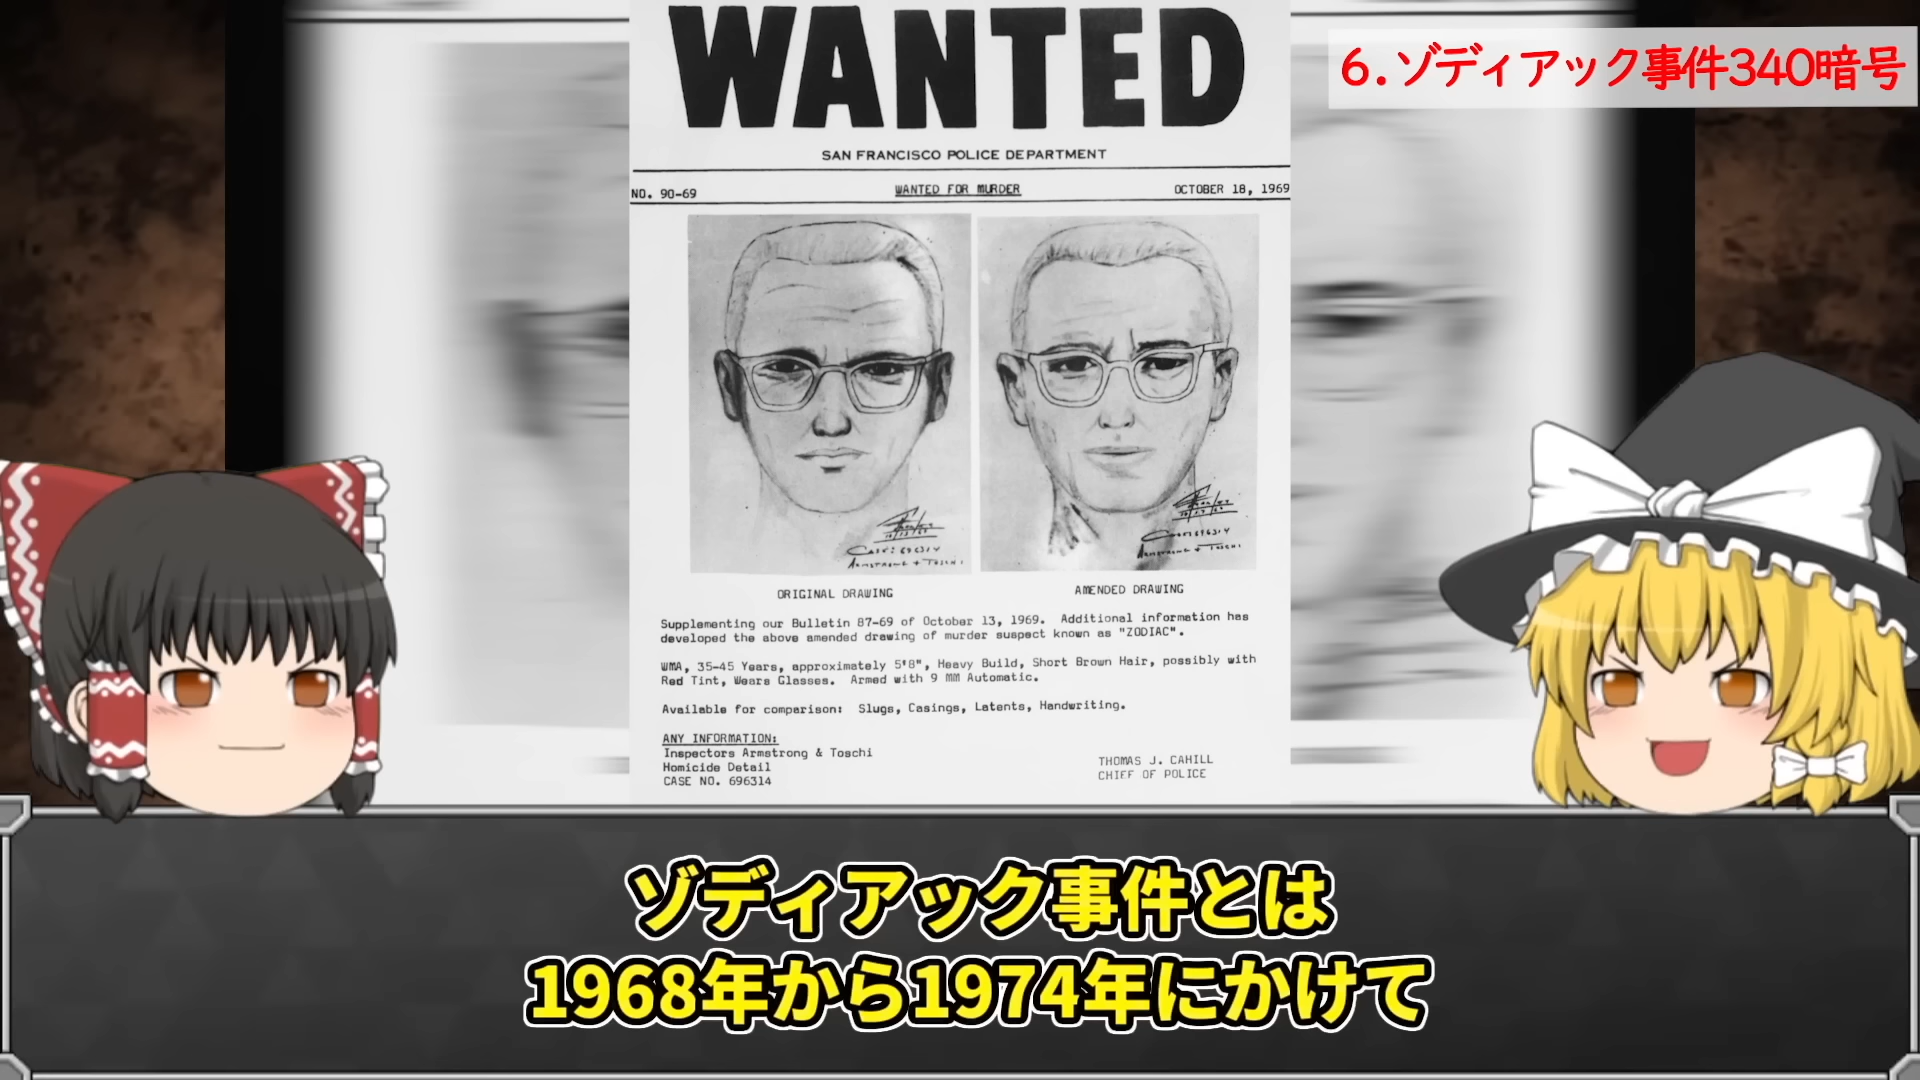 WANTED
6.ゾディアック事件340暗号
SAN FRANCISCO POLICE DEPARTMENT
NO. 90-69
WANTED FOR MURDER
OCTOBER 18, 1969
ORIGINAL DRAWING
AMENDED DRAWING
Supplementing our Bulletin 87-69 of October 13, 1969. Additional information has
developed the above amended drawing of murder suspect known as "ZODIAC".
WMA, 35-45 Years, approximately 5'8", Heavy Build, Short Brown Hair, possibly with
Red Tint, Wears Glasses. Armed with 9 MM Automatic.
Available for comparison: Slugs, Casings, Latents, Handwriting.
ANY INFORMATION:
Inspectors Armstrong & Toschi
Homicide Detail
CASE NO. 696314
THOMAS J. CAHILL
CHIEF OF POLICE
ゾディアック事件とは
1968年から1974年にかけて